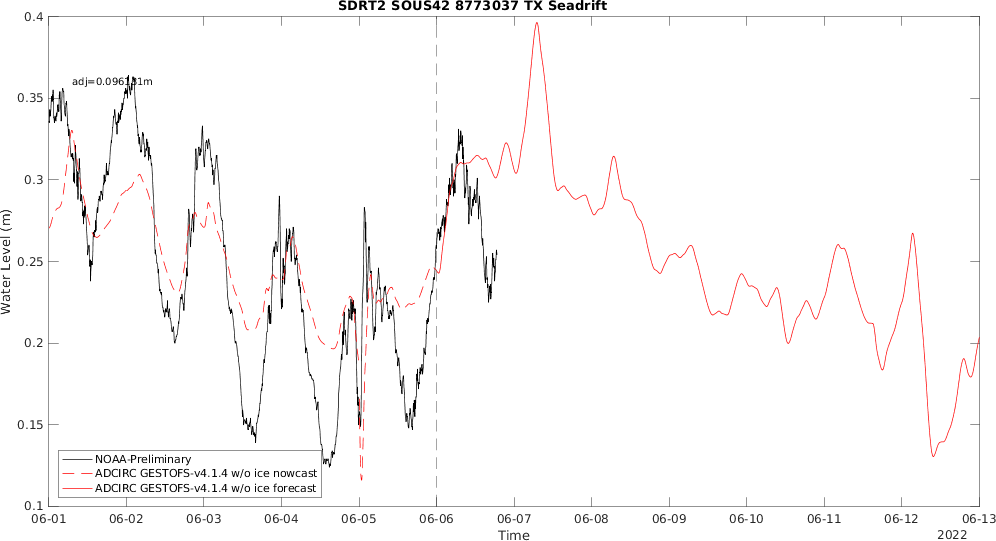 SDRT2 SOUS42 8773037 TX Seadrift
Water Level (m)
0.4
0.35
0.3
0.25
0.2
0.15
0.1
NOAA-Preliminary
ADCIRC GESTOFS-v4.1.4 w/o ice nowcast
ADCIRC GESTOFS-v4.1.4 w/o ice forecast
06-01 06-02 06-03 06-04 06-05 06-06 06-07 06-08 06-09 06-10 06-11 06-12 06-13
Time
2022